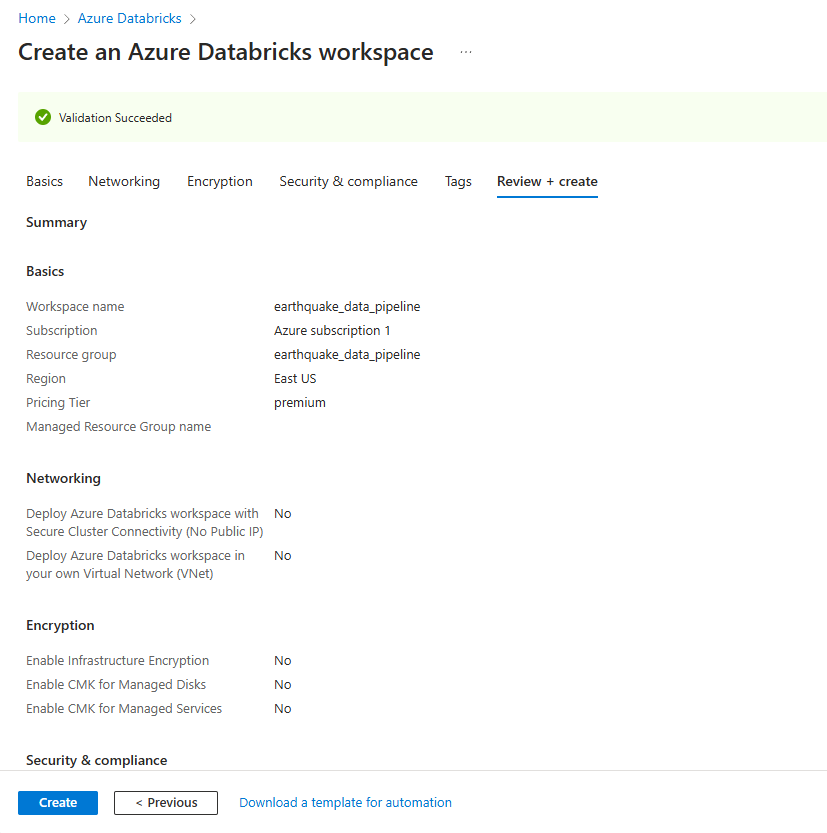 Home > Azure Databricks >
Create an Azure Databricks workspace ...
Validation Succeeded
Basics Networking Encryption Security & compliance Tags Review + create
Summary
Basics
Workspace name earthquake_data_pipeline
Subscription Azure subscription 1
Resource group earthquake_data_pipeline
Region East US
Pricing Tier premium
Managed Resource Group name
Networking
Deploy Azure Databricks workspace with No
Secure Cluster Connectivity (No Public IP)
Deploy Azure Databricks workspace in No
your own Virtual Network (VNet)
Encryption
Enable Infrastructure Encryption No
Enable CMK for Managed Disks No
Enable CMK for Managed Services No
Security & compliance
Create < Previous Download a template for automation